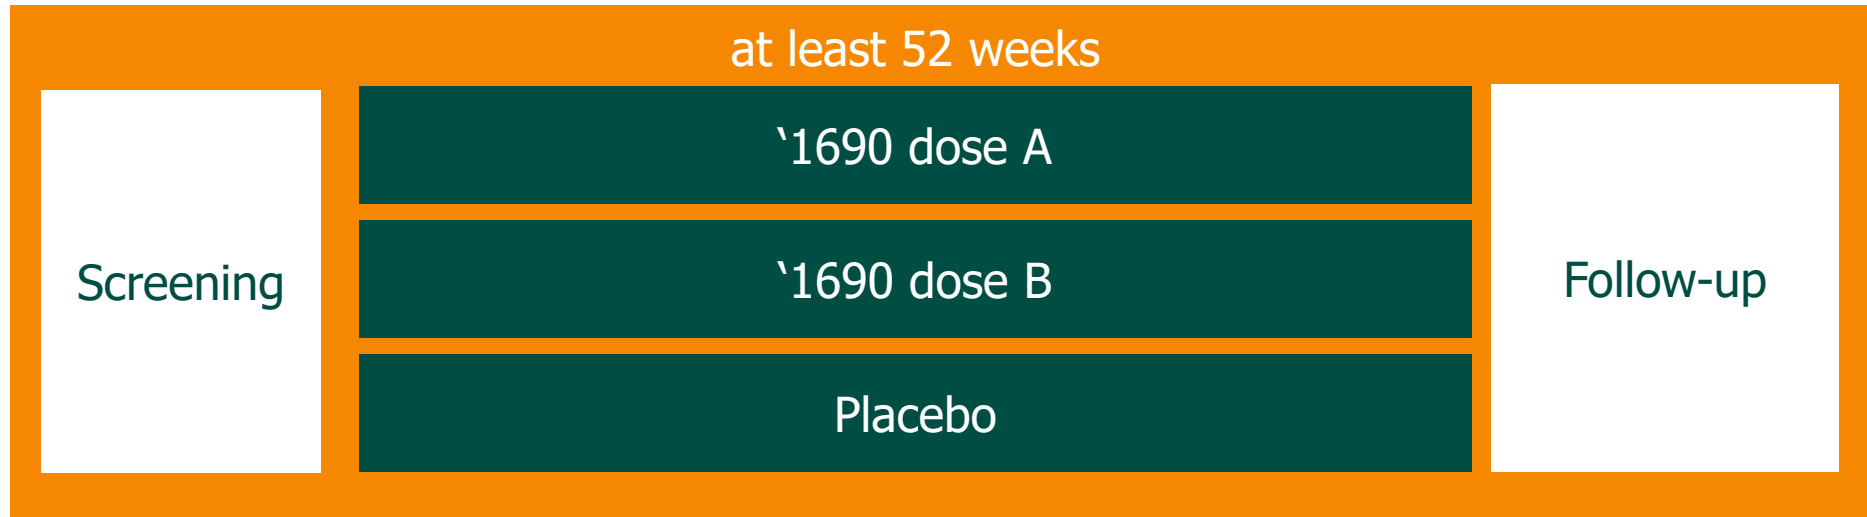 at least 52 weeks
Screening
‘1690 dose A
‘1690 dose B
Placebo
Follow-up